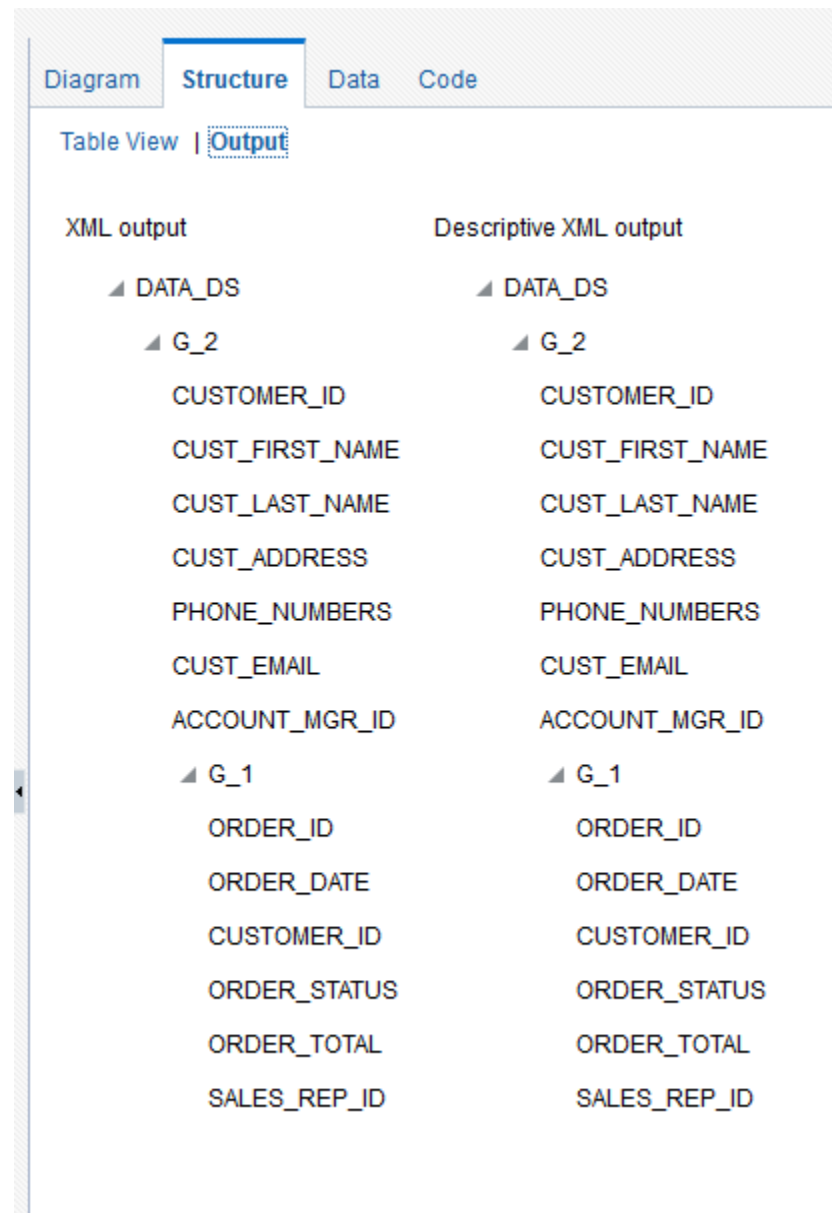 Diagram Structure Data Code
Table View | Output
XML output Descriptive XML output
DATA_DS DATA_DS
G_2 G_2
CUSTOMER_ID CUSTOMER_ID
CUST_FIRST_NAME CUST_FIRST_NAME
CUST_LAST_NAME CUST_LAST_NAME
CUST_ADDRESS CUST_ADDRESS
PHONE_NUMBERS PHONE_NUMBERS
CUST_EMAIL CUST_EMAIL
ACCOUNT_MGR_ID ACCOUNT_MGR_ID
G_1 G_1
ORDER_ID ORDER_ID
ORDER_DATE ORDER_DATE
CUSTOMER_ID CUSTOMER_ID
ORDER_STATUS ORDER_STATUS
ORDER_TOTAL ORDER_TOTAL
SALES_REP_ID SALES_REP_ID